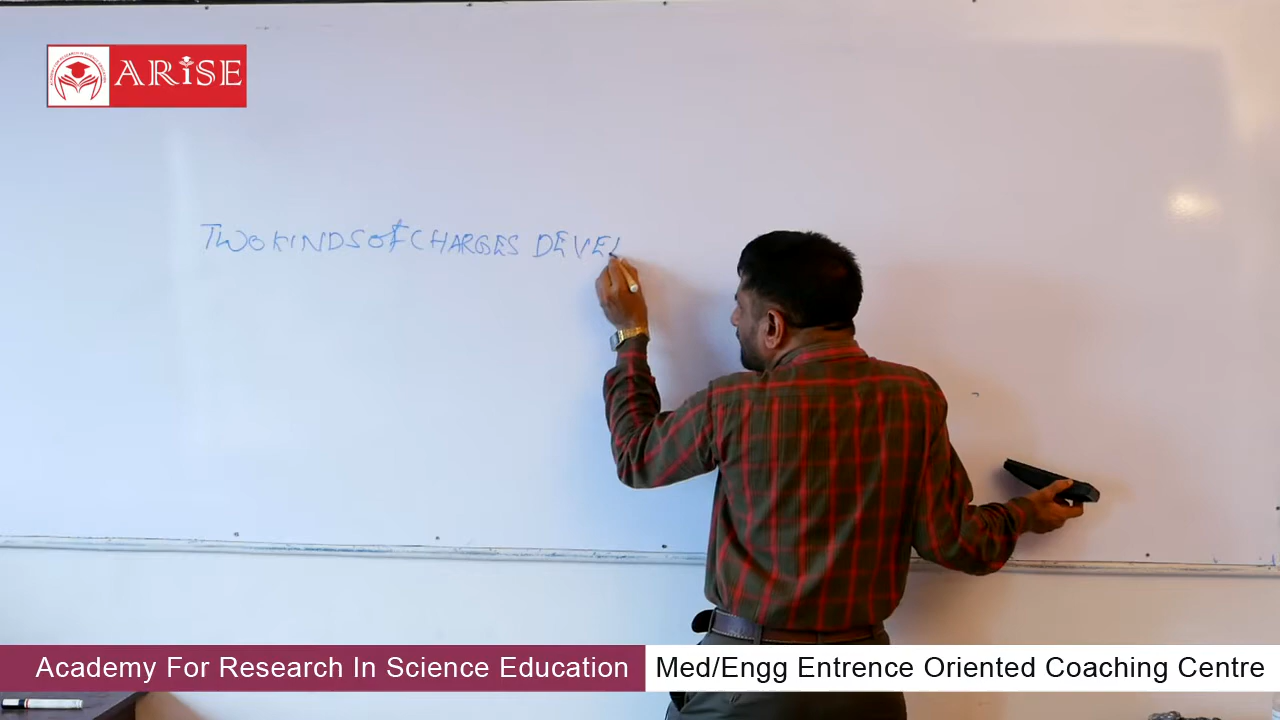 ARiSE
TWO KINDS OF CHARGES DEVEL
Academy For Research In Science Education
Med/Engg Entrence Oriented Coaching Centre